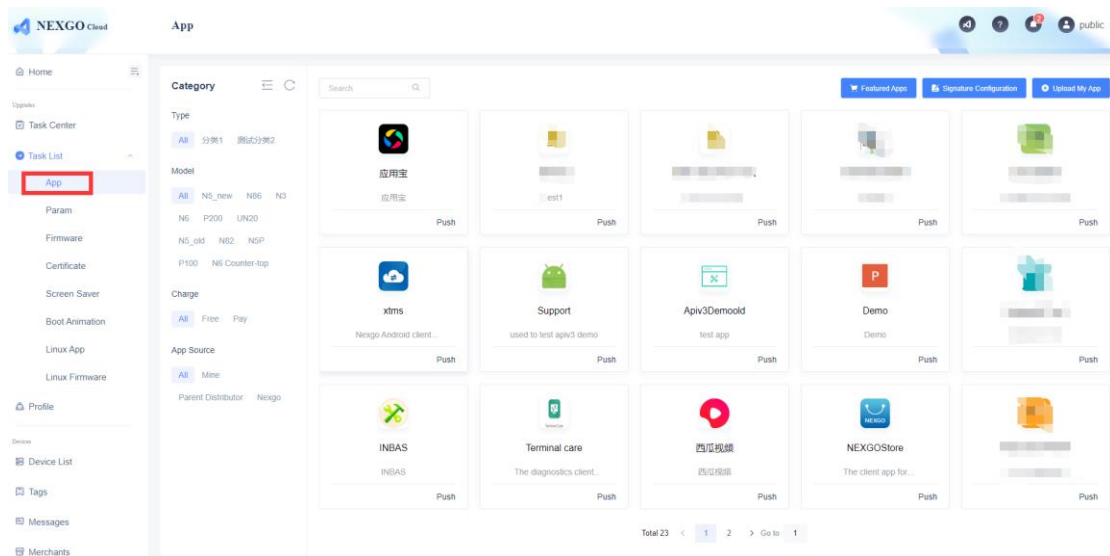 NEXGO Cloud
App
?
2
public
Home
Upgrades
Task Center
Task List
App
Param
Firmware
Certificate
Screen Saver
Boot Animation
Linux App
Linux Firmware
Profile
Devices
Device List
Tags
Messages
Merchants
Category
Type
All 分类1 测试分类2
Model
All N5_new N86 N3
N6 P200 UN20
N5_old N82 N5P
P100 N6 Counter-top
Charge
All Free Pay
App Source
All Mine
Parent Distributor Nexgo
Search
Featured Apps
Signature Configuration
Upload My App
应用宝
应用宝
Push
est1
Push
Push
Push
Push
xtms
Nexgo Android client...
Push
Support
used to test apiv3 demo
Push
Apiv3Demoold
test app
Push
P
Demo
Demo
Push
Push
INBAS
INBAS
Push
Terminal care
The diagnostics client...
Push
西瓜视频
西瓜视频
Push
NEXGO
NEXGOStore
The client app for...
Push
Push
Total 23 < 1 2 > Go to 1